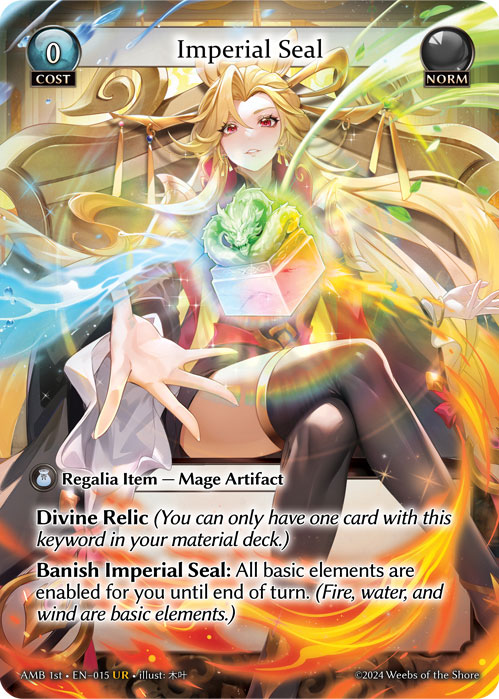 0
COST
Imperial Seal
NORM
Regalia Item — Mage Artifact
Divine Relic (You can only have one card with this
keyword in your material deck.)
Banish Imperial Seal: All basic elements are
enabled for you until end of turn. (Fire, water, and
wind are basic elements.)
AMB 1st • EN-015 UR • illust: 木叶
©2024 Weebs of the Shore